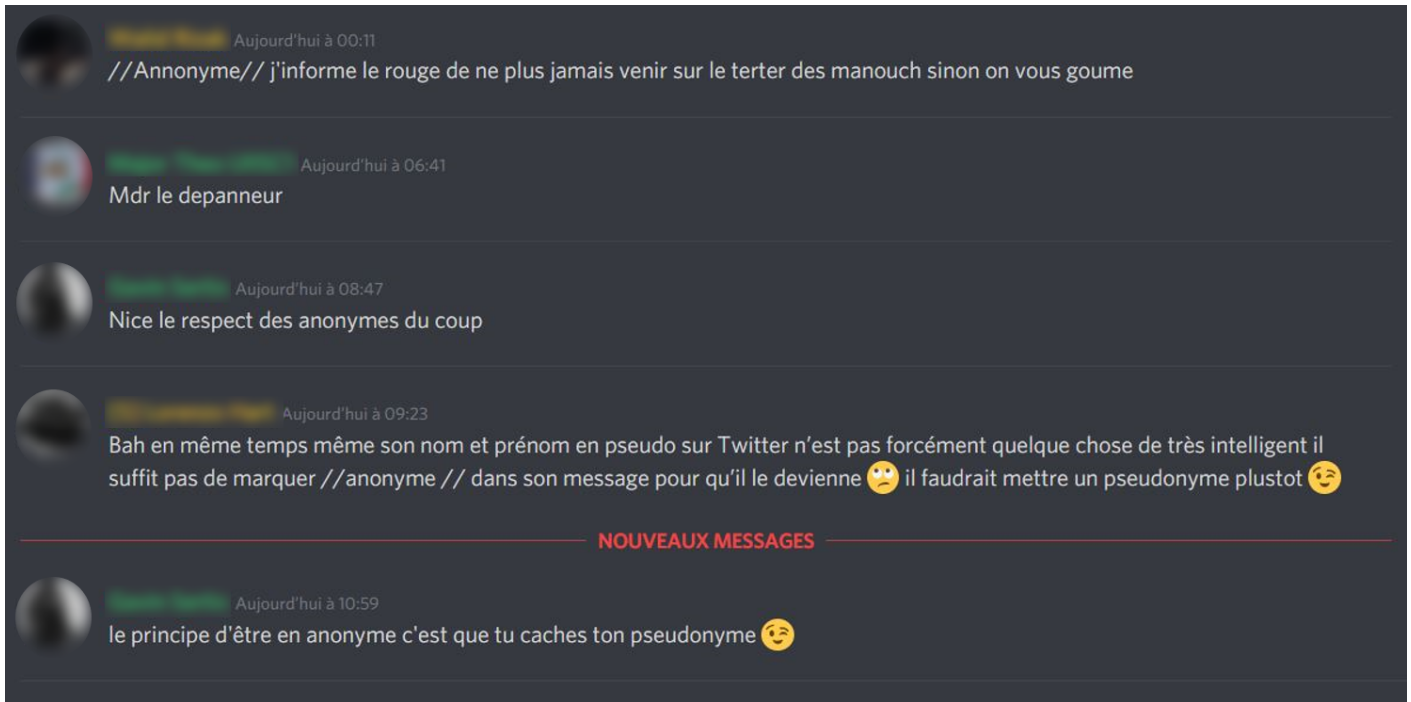 Aujourd'hui à 00:11
//Annonyme// j'informe le rouge de ne plus jamais venir sur le terter des manouch sinon on vous goume
Aujourd'hui à 06:41
Mdr le depanneur
Aujourd'hui à 08:47
Nice le respect des anonymes du coup
Aujourd'hui à 09:23
Bah en même temps même son nom et prénom en pseudo sur Twitter n’est pas forcément quelque chose de très intelligent il
suffit pas de marquer //anonyme // dans son message pour qu’il le devienne 🙄 il faudrait mettre un pseudonyme plustot 😉
NOUVEAUX MESSAGES
Aujourd'hui à 10:59
le principe d'être en anonyme c'est que tu caches ton pseudonyme 😉